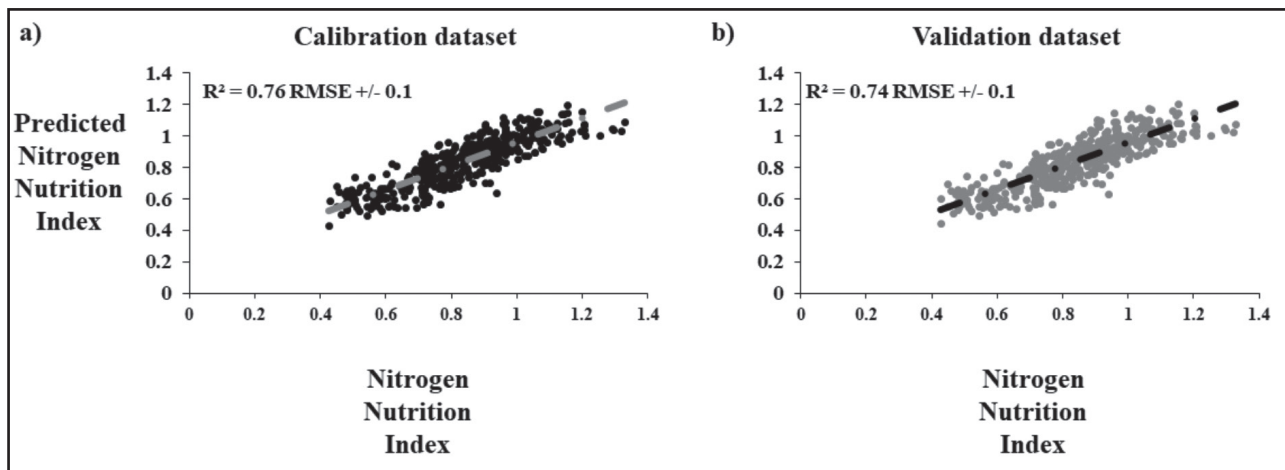 a)
Calibration dataset
R² = 0.76 RMSE +/- 0.1
Predicted
Nitrogen
Nutrition
Index
1.4
1.2
1
0.8
0.6
0.4
0.2
0
0 0.2 0.4 0.6 0.8 1 1.2 1.4
Nitrogen
Nutrition
Index
b)
Validation dataset
R² = 0.74 RMSE +/- 0.1
1.4
1.2
1
0.8
0.6
0.4
0.2
0
0 0.2 0.4 0.6 0.8 1 1.2 1.4
Nitrogen
Nutrition
Index